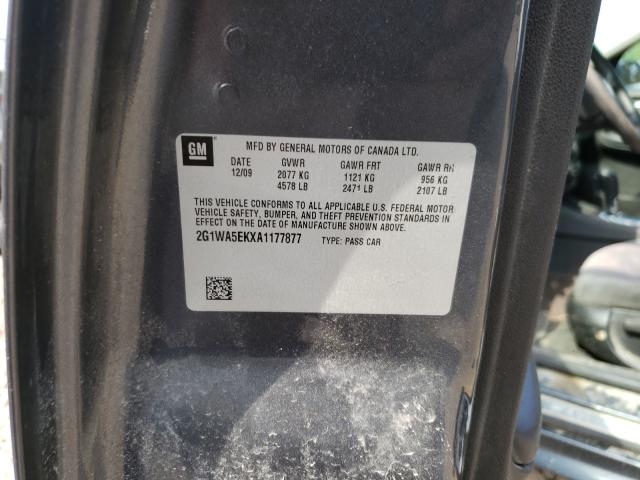 GM
MFD BY GENERAL MOTORS OF CANADA LTD.
DATE GVWR GAWR FRT GAWR RR
12/09 2077 KG 1121 KG 956 KG
4578 LB 2471 LB 2107 LB
THIS VEHICLE CONFORMS TO ALL APPLICABLE U.S. FEDERAL MOTOR
VEHICLE SAFETY, BUMPER, AND THEFT PREVENTION STANDARDS IN
EFFECT ON THE DATE OF MANUFACTURE SHOWN ABOVE.
2G1WA5EKXA1177877 TYPE: PASS CAR